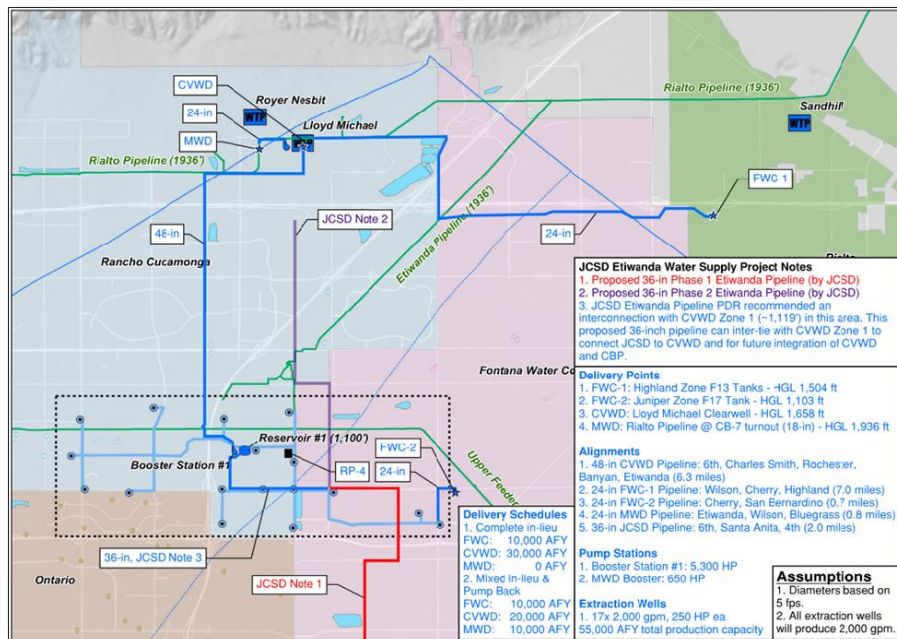 CVWD
Royer Nesbit
24-in
WTP
Lloyd Michael
MWD
Rialto Pipeline (1936')
Rialto Pipeline (1936')
Sandhill
WTP
FWC-1
JCSD Note 2
24-in
48-in
Rancho Cucamonga
Etiwanda Pipeline (1936')
Rialto
Fontana Water Co
JCSD Etiwanda Water Supply Project Notes
1. Proposed 36-in Phase 1 Etiwanda Pipeline (by JCSD)
2. Proposed 36-in Phase 2 Etiwanda Pipeline (by JCSD)
3. JCSD Etiwanda Pipeline PDR recommended an
interconnection with CVWD Zone 1 (~1,119') in this area. This
proposed 36-inch pipeline can inter-tie with CVWD Zone 1 to
connect JCSD to CVWD and for future integration of CVWD
and CBP.
Delivery Points
1. FWC-1: Highland Zone F13 Tanks - HGL 1,504 ft
2. FWC-2: Juniper Zone F17 Tank - HGL 1,103 ft
3. CVWD: Lloyd Michael Clearwell - HGL 1,658 ft
4. MWD: Rialto Pipeline @ CB-7 turnout (18-in) - HGL 1,936 ft
Alignments
1. 48-in CVWD Pipeline: 6th, Charles Smith, Rochester,
Banyan, Etiwanda (6.3 miles)
2. 24-in FWC-1 Pipeline: Wilson, Cherry, Highland (7.0 miles)
3. 24-in FWC-2 Pipeline: Cherry, San Bernardino (0.7 miles)
4. 24-in MWD Pipeline: Etiwanda, Wilson, Bluegrass (0.8 miles)
5. 36-in JCSD Pipeline: 6th, Santa Anita, 4th (2.0 miles)
Pump Stations
1. Booster Station #1: 5,300 HP
2. MWD Booster: 650 HP
Extraction Wells
1. 17x 2,000 gpm, 250 HP ea
55,000 AFY total production capacity
Reservoir #1 (1,100')
Booster Station #1
RP-4
FWC-2
24-in
Upper Feeder
36-in, JCSD Note 3
Ontario
JCSD Note 1
Delivery Schedules
1. Complete in-lieu
FWC: 10,000 AFY
CVWD: 30,000 AFY
MWD: 0 AFY
2. Mixed In-lieu &
Pump Back
FWC: 10,000 AFY
CVWD: 20,000 AFY
MWD: 10,000 AFY
Assumptions
1. Diameters based on
5 fps.
2. All extraction wells
will produce 2,000 gpm.